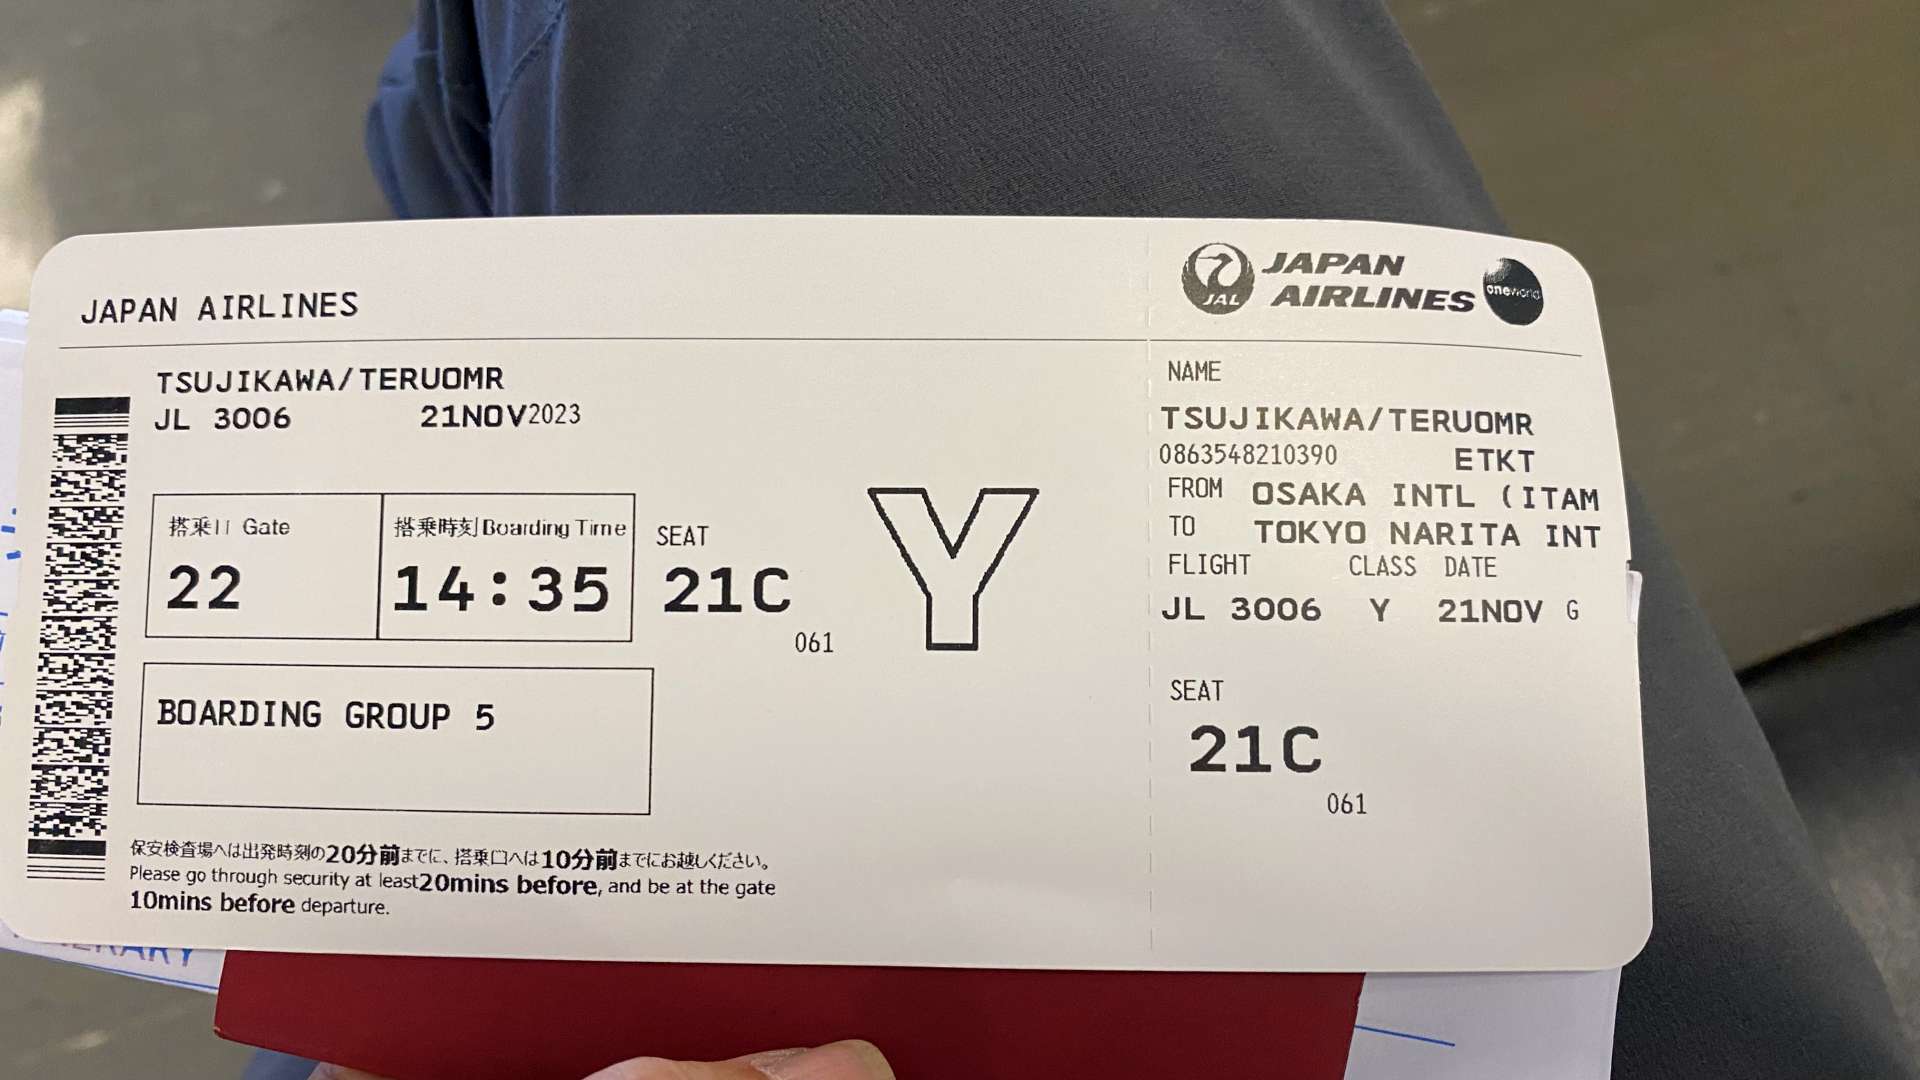 JAPAN AIRLINES
TSUJIKAWA/TERUOMR
JL 3006 21NOV2023
搭乗口 Gate
22
搭乗時刻 Boarding Time
14:35
SEAT
21C
061
Y
BOARDING GROUP 5
保安検査場へは出発時刻の20分前までに、搭乗口へは10分前までにお越しください。
Please go through security at least 20mins before, and be at the gate
10mins before departure.
JAL
JAPAN
AIRLINES
oneworld
NAME
TSUJIKAWA/TERUOMR
0863548210390 ETKT
FROM OSAKA INTL (ITAM
TO TOKYO NARITA INT
FLIGHT CLASS DATE
JL 3006 Y 21NOV G
SEAT
21C
061